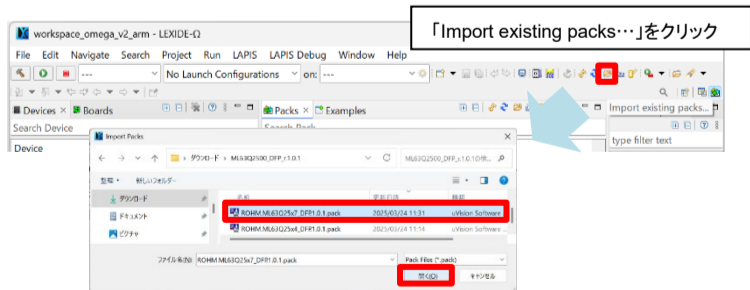 「Import existing packs…」をクリック
workspace_omega_v2_arm - LEXIDE-Ω
File Edit Navigate Search Project Run LAPIS LAPIS Debug Window Help
--- No Launch Configurations on: ---
Devices Boards Packs Examples Import existing packs...
Search Device Search Pack
type filter text
Device
Import Packs
ダウンロード ML63Q2500_DFP_r.1.0.1
整理 新しいフォルダー
ダウンロード
名前 更新日時 種類
ROHM.ML63Q25x7_DFR1.0.1.pack 2025/03/24 11:31 uVision Software
ドキュメント
ROHM.ML63Q25x4_DFR1.0.1.pack 2025/03/24 11:14 uVision Software ...
ピクチャ
ファイル名(N): ROHM.ML63Q25x7_DFR1.0.1.pack Pack Files (*.pack)
開く(O) キャンセル